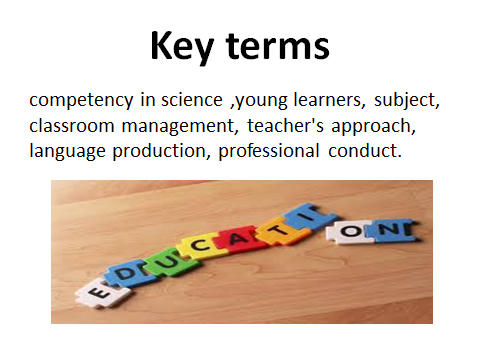 Key terms
competency in science ,young learners, subject,
classroom management, teacher's approach,
language production, professional conduct.
EDUCATION